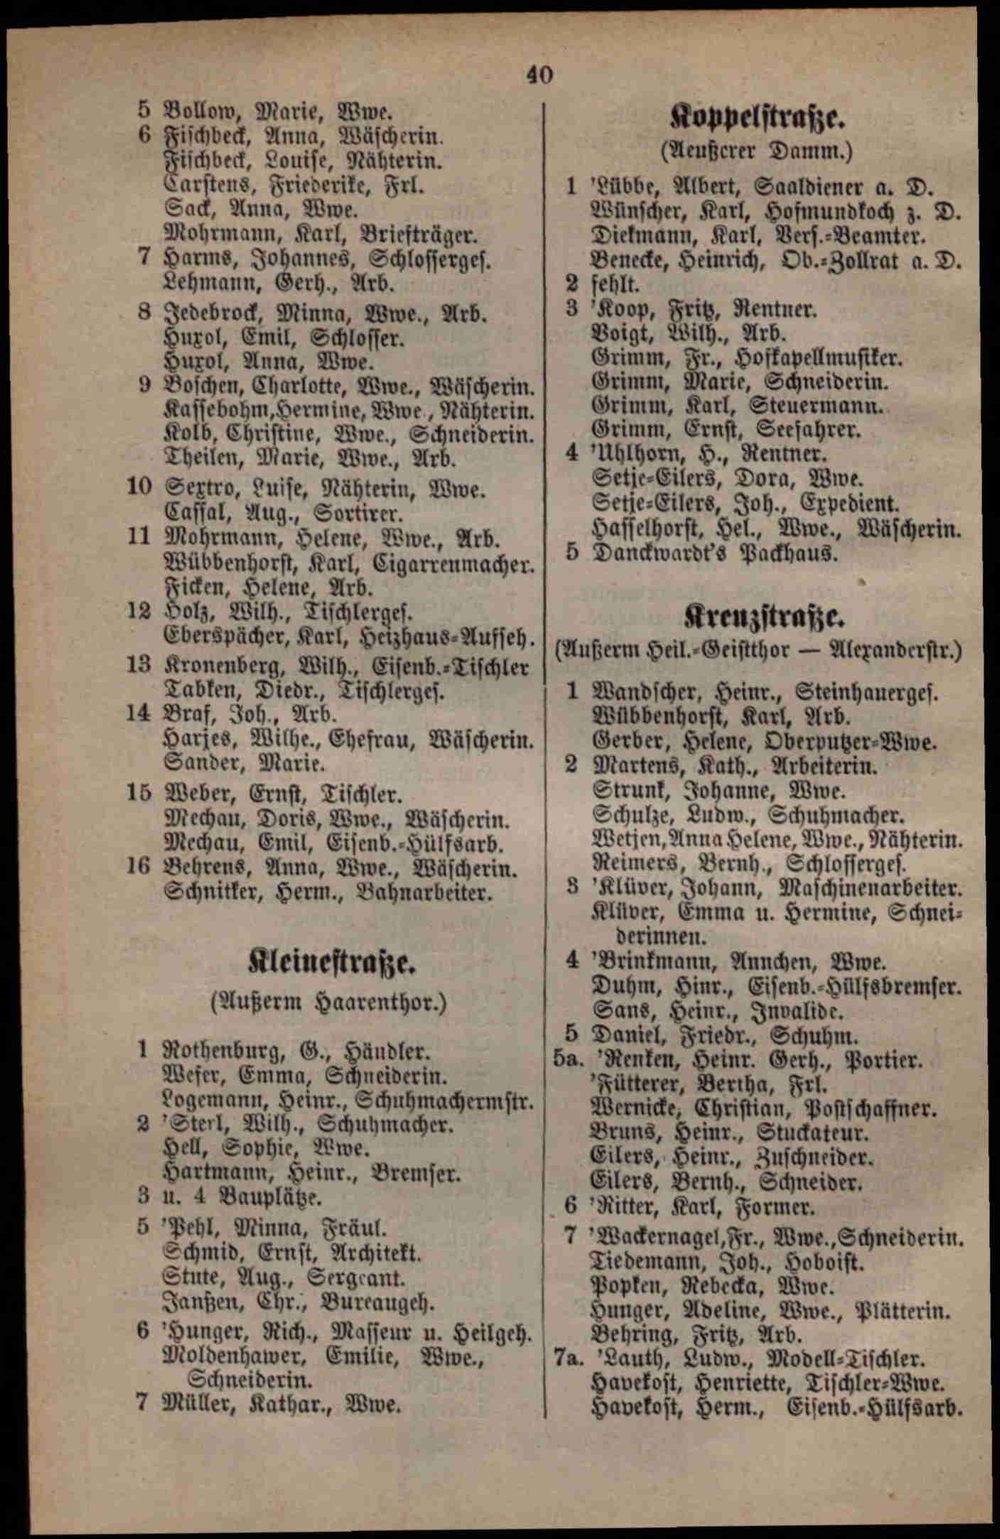 40
5 Bollow, Marie, Wwe.
6 Fischbeck, Anna, Wäscherin.
Fischbeck, Louise, Nähterin.
Carstens, Friederike, Frl.
Sack, Anna, Wwe.
Mohrmann, Karl, Briefträger.
7 Harms, Johannes, Schlosserges.
Lehmann, Gerh., Arb.
8 Jedebrock, Minna, Wwe., Arb.
Huxol, Emil, Schlosser.
Huxol, Anna, Wwe.
9 Boschen, Charlotte, Wwe., Wäscherin.
Kassebohm, Hermine, Wwe., Nähterin.
Kolb, Christine, Wwe., Schneiderin.
Theilen, Marie, Wwe., Arb.
10 Sextro, Luise, Nähterin, Wwe.
Cassal, Aug., Sortirer.
11 Mohrmann, Helene, Wwe., Arb.
Wübbenhorst, Karl, Cigarrenmacher.
Ficken, Helene, Arb.
12 Holz, Wilh., Tischlerges.
Eberspächer, Karl, Heizhaus-Aufseh.
13 Kronenberg, Wilh., Eisenb.-Tischler
Tabken, Diedr., Tischlerges.
14 Braf, Joh., Arb.
Harjes, Wilhe., Ehefrau, Wäscherin.
Sander, Marie.
15 Weber, Ernst, Tischler.
Mechau, Doris, Wwe., Wäscherin.
Mechau, Emil, Eisenb.-Hülfsarb.
16 Behrens, Anna, Wwe., Wäscherin.
Schnitker, Herm., Bahnarbeiter.
Kleinestraße.
(Außerm Haarenthor.)
1 Rothenburg, G., Händler.
Weser, Emma, Schneiderin.
Logemann, Heinr., Schuhmachermstr.
2 'Sterl, Wilh., Schuhmacher.
Hell, Sophie, Wwe.
Hartmann, Heinr., Bremser.
3 u. 4 Bauplätze.
5 'Pehl, Minna, Fräul.
Schmid, Ernst, Architekt.
Stute, Aug., Sergeant.
Janßen, Chr., Bureaugeh.
6 'Hunger, Rich., Masseur u. Heilgeh.
Moldenhawer, Emilie, Wwe.,
Schneiderin.
7 Müller, Kathar., Wwe.
Koppelstraße.
(Aeußerer Damm.)
1 'Lübbe, Albert, Saaldiener a. D.
Wünscher, Karl, Hofmundkoch z. D.
Diekmann, Karl, Vers.-Beamter.
Benecke, Heinrich, Ob.-Zollrat a. D.
2 fehlt.
3 'Koop, Fritz, Rentner.
Voigt, Wilh., Arb.
Grimm, Fr., Hofkapellmusiker.
Grimm, Marie, Schneiderin.
Grimm, Karl, Steuermann.
Grimm, Ernst, Seefahrer.
4 'Uhlhorn, H., Rentner.
Setje-Eilers, Dora, Wwe.
Setje-Eilers, Joh., Expedient.
Hasselhorst, Hel., Wwe., Wäscherin.
5 Danckwardt's Packhaus.
Kreuzstraße.
(Außerm Heil.-Geistthor — Alexanderstr.)
1 Wandscher, Heinr., Steinhauerges.
Wübbenhorst, Karl, Arb.
Gerber, Helene, Oberputzer-Wwe.
2 Martens, Kath., Arbeiterin.
Strunk, Johanne, Wwe.
Schulze, Ludw., Schuhmacher.
Wetjen, Anna Helene, Wwe., Nähterin.
Reimers, Bernh., Schlosserges.
3 'Klüver, Johann, Maschinenarbeiter.
Klüver, Emma u. Hermine, Schnei-
derinnen.
4 'Brinkmann, Annchen, Wwe.
Duhm, Hinr., Eisenb.-Hülfsbremser.
Sans, Heinr., Invalide.
5 Daniel, Friedr., Schuhm.
5a. 'Renken, Heinr. Gerh., Portier.
'Fütterer, Bertha, Frl.
Wernicke, Christian, Postschaffner.
Bruns, Heinr., Stuckateur.
Eilers, Heinr., Zuschneider.
Eilers, Bernh., Schneider.
6 'Ritter, Karl, Former.
7 'Wackernagel, Fr., Wwe., Schneiderin.
Tiedemann, Joh., Hoboist.
Popken, Rebecka, Wwe.
Hunger, Adeline, Wwe., Plätterin.
Behring, Fritz, Arb.
7a. 'Lauth, Ludw., Modell-Tischler.
Havekost, Henriette, Tischler-Wwe.
Havekost, Herm., Eisenb.-Hülfsarb.